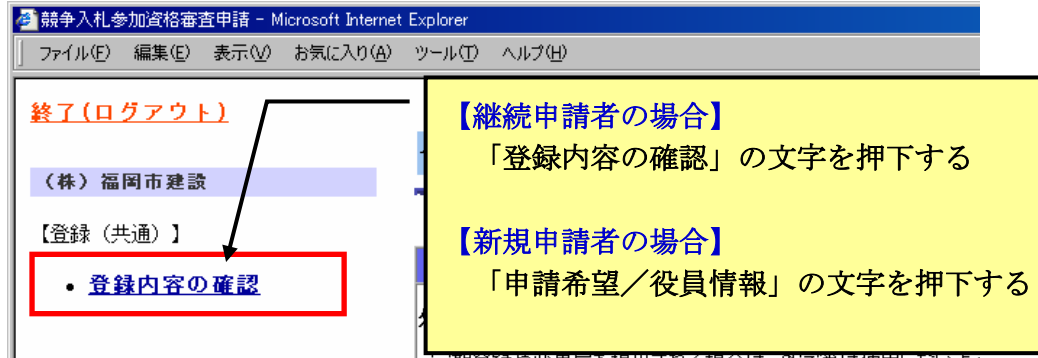 競争入札参加資格審査申請 - Microsoft Internet Explorer
ファイル(F) 編集(E) 表示(V) お気に入り(A) ツール(T) ヘルプ(H)
終了(ログアウト)
（株）福岡市建設
【登録（共通）】
• 登録内容の確認
【継続申請者の場合】
「登録内容の確認」の文字を押下する
【新規申請者の場合】
「申請希望／役員情報」の文字を押下する